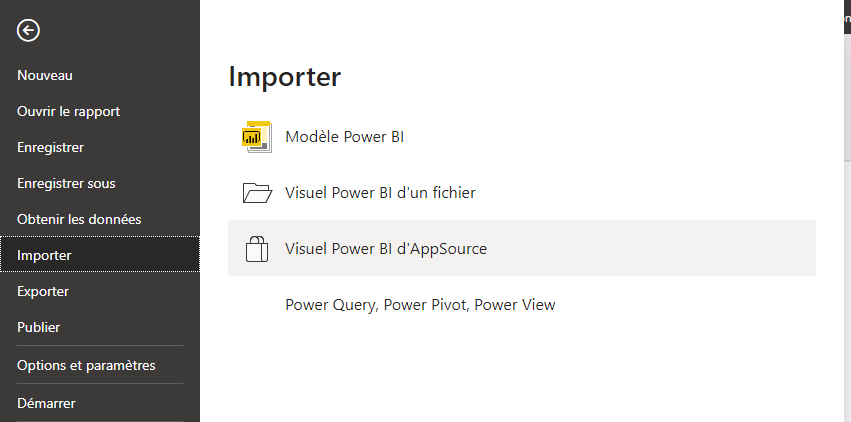 Nouveau
Ouvrir le rapport
Enregistrer
Enregistrer sous
Obtenir les données
Importer
Exporter
Publier
Options et paramètres
Démarrer
Importer
Modèle Power BI
Visuel Power BI d'un fichier
Visuel Power BI d'AppSource
Power Query, Power Pivot, Power View